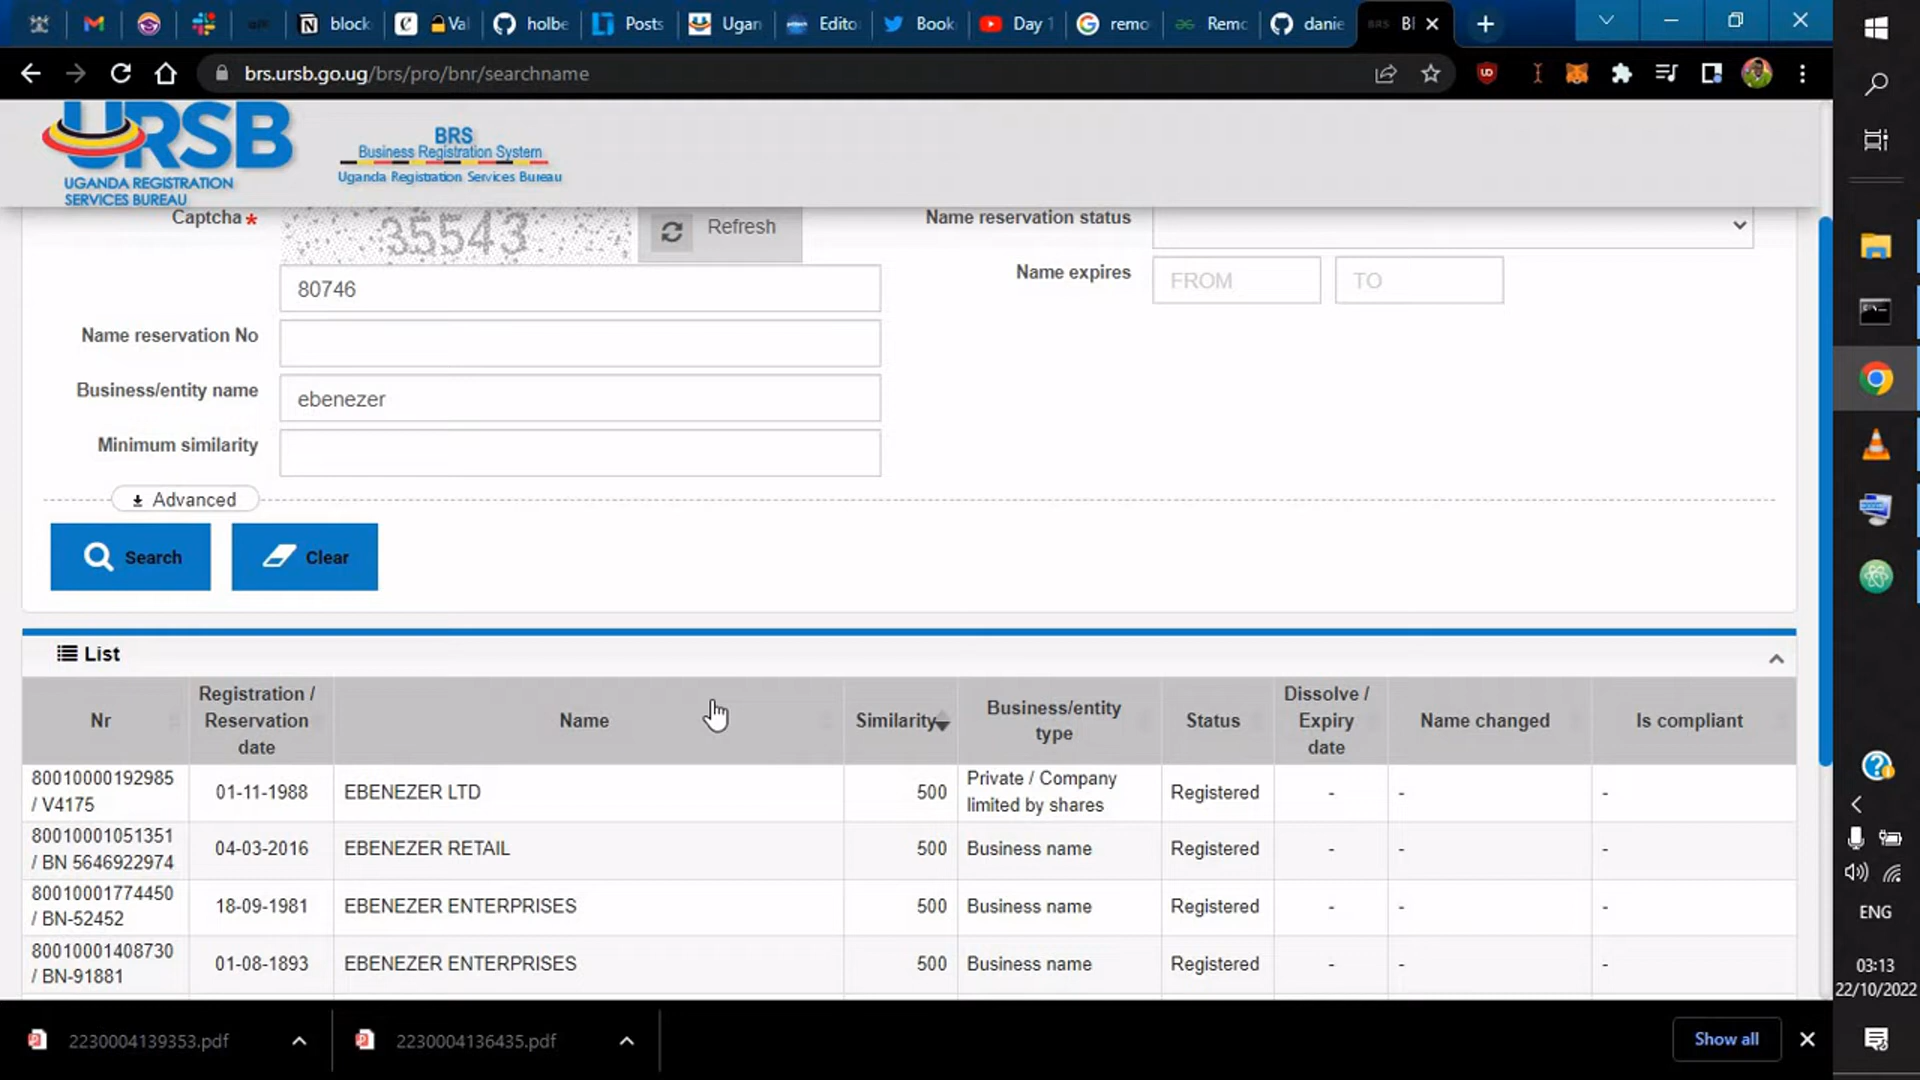 block
Val
holbe
Posts
Ugan
Edito
Book
Day 1
remo
Remc
danie
BRS
Bl
brs.ursb.go.ug/brs/pro/bnr/searchname
URSB
UGANDA REGISTRATION
SERVICES BUREAU
BRS
Business Registration System
Uganda Registration Services Bureau
Captcha *
35543
Refresh
Name reservation status
80746
Name expires
FROM
TO
Name reservation No
Business/entity name
ebenezer
Minimum similarity
Advanced
Search
Clear
List
Nr
Registration /
Reservation
date
Name
Similarity
Business/entity
type
Status
Dissolve /
Expiry
date
Name changed
Is compliant
80010000192985
/ V4175
01-11-1988
EBENEZER LTD
500
Private / Company
limited by shares
Registered
-
-
-
80010001051351
/ BN 5646922974
04-03-2016
EBENEZER RETAIL
500
Business name
Registered
-
-
-
80010001774450
/ BN-52452
18-09-1981
EBENEZER ENTERPRISES
500
Business name
Registered
-
-
-
80010001408730
/ BN-91881
01-08-1893
EBENEZER ENTERPRISES
500
Business name
Registered
-
-
-
2230004139353.pdf
2230004136435.pdf
Show all
ENG
03:13
22/10/2022